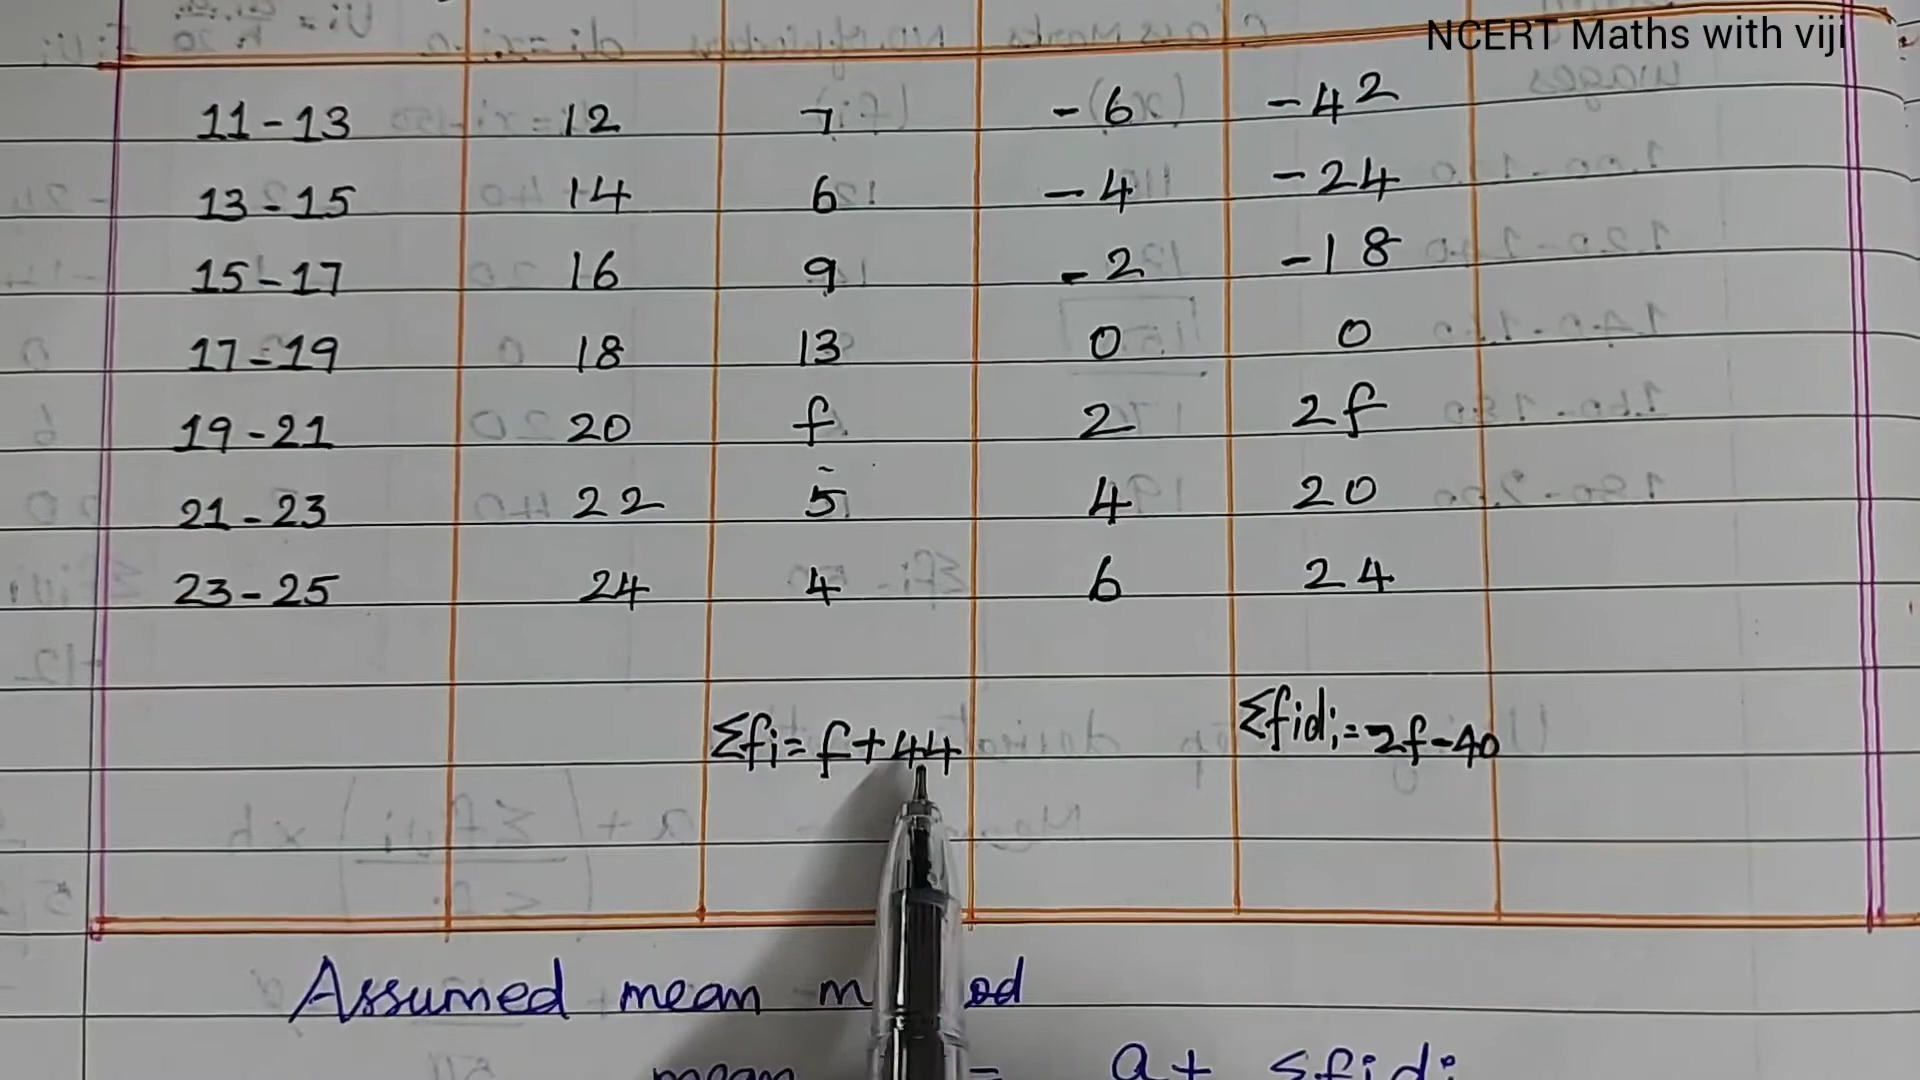 NCERT Maths with viji
11-13 12 7 -6 -42
13-15 14 6 -4 -24
15-17 16 9 -2 -18
17-19 18 13 0 0
19-21 20 f 2 2f
21-23 22 5 4 20
23-25 24 4 6 24
Σfi = f+44 Σfidi = 2f-40
Assumed mean
mean = a+ Σfidi